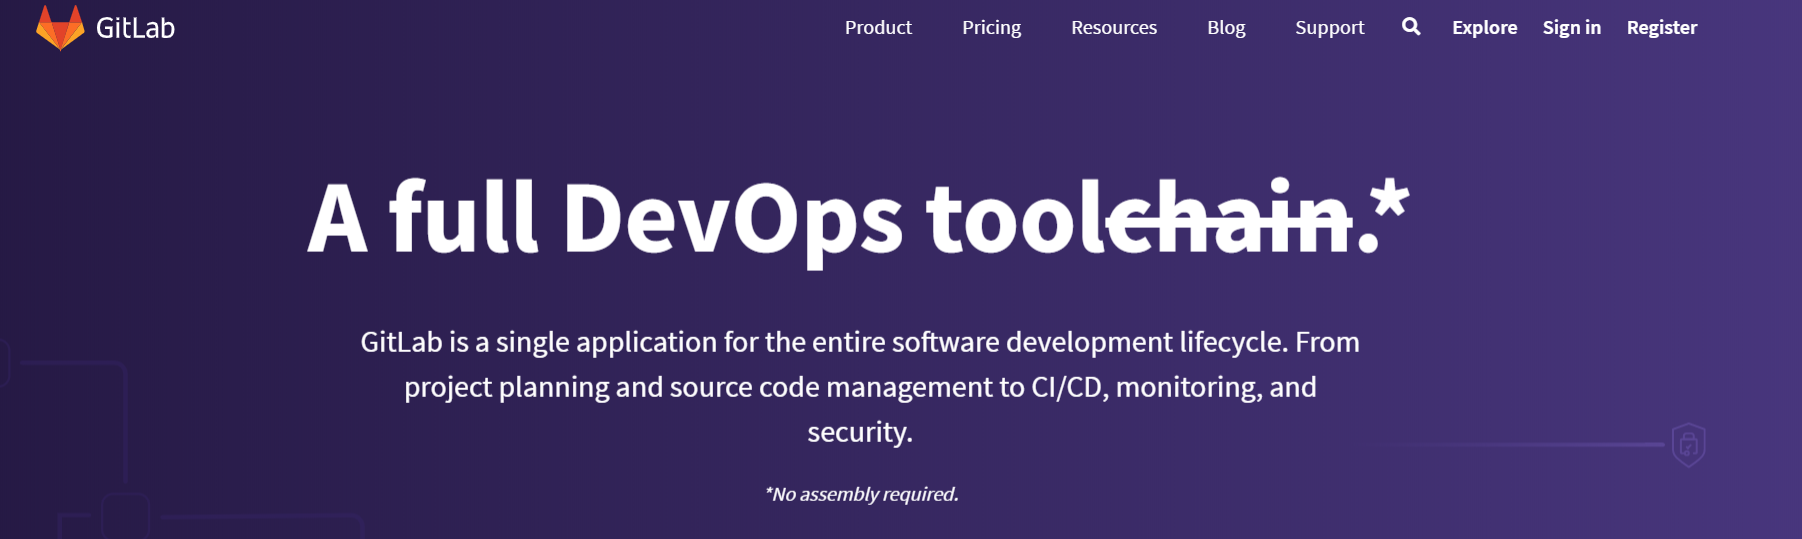 GitLab
Product Pricing Resources Blog Support Explore Sign in Register
A full DevOps toolchain.*
GitLab is a single application for the entire software development lifecycle. From
project planning and source code management to CI/CD, monitoring, and
security.
*No assembly required.